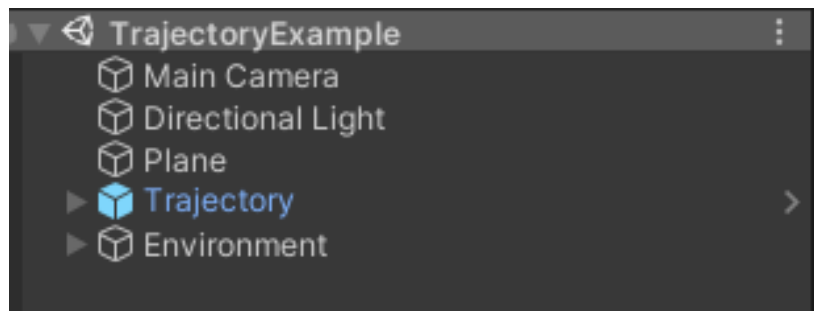 TrajectoryExample
Main Camera
Directional Light
Plane
Trajectory
Environment